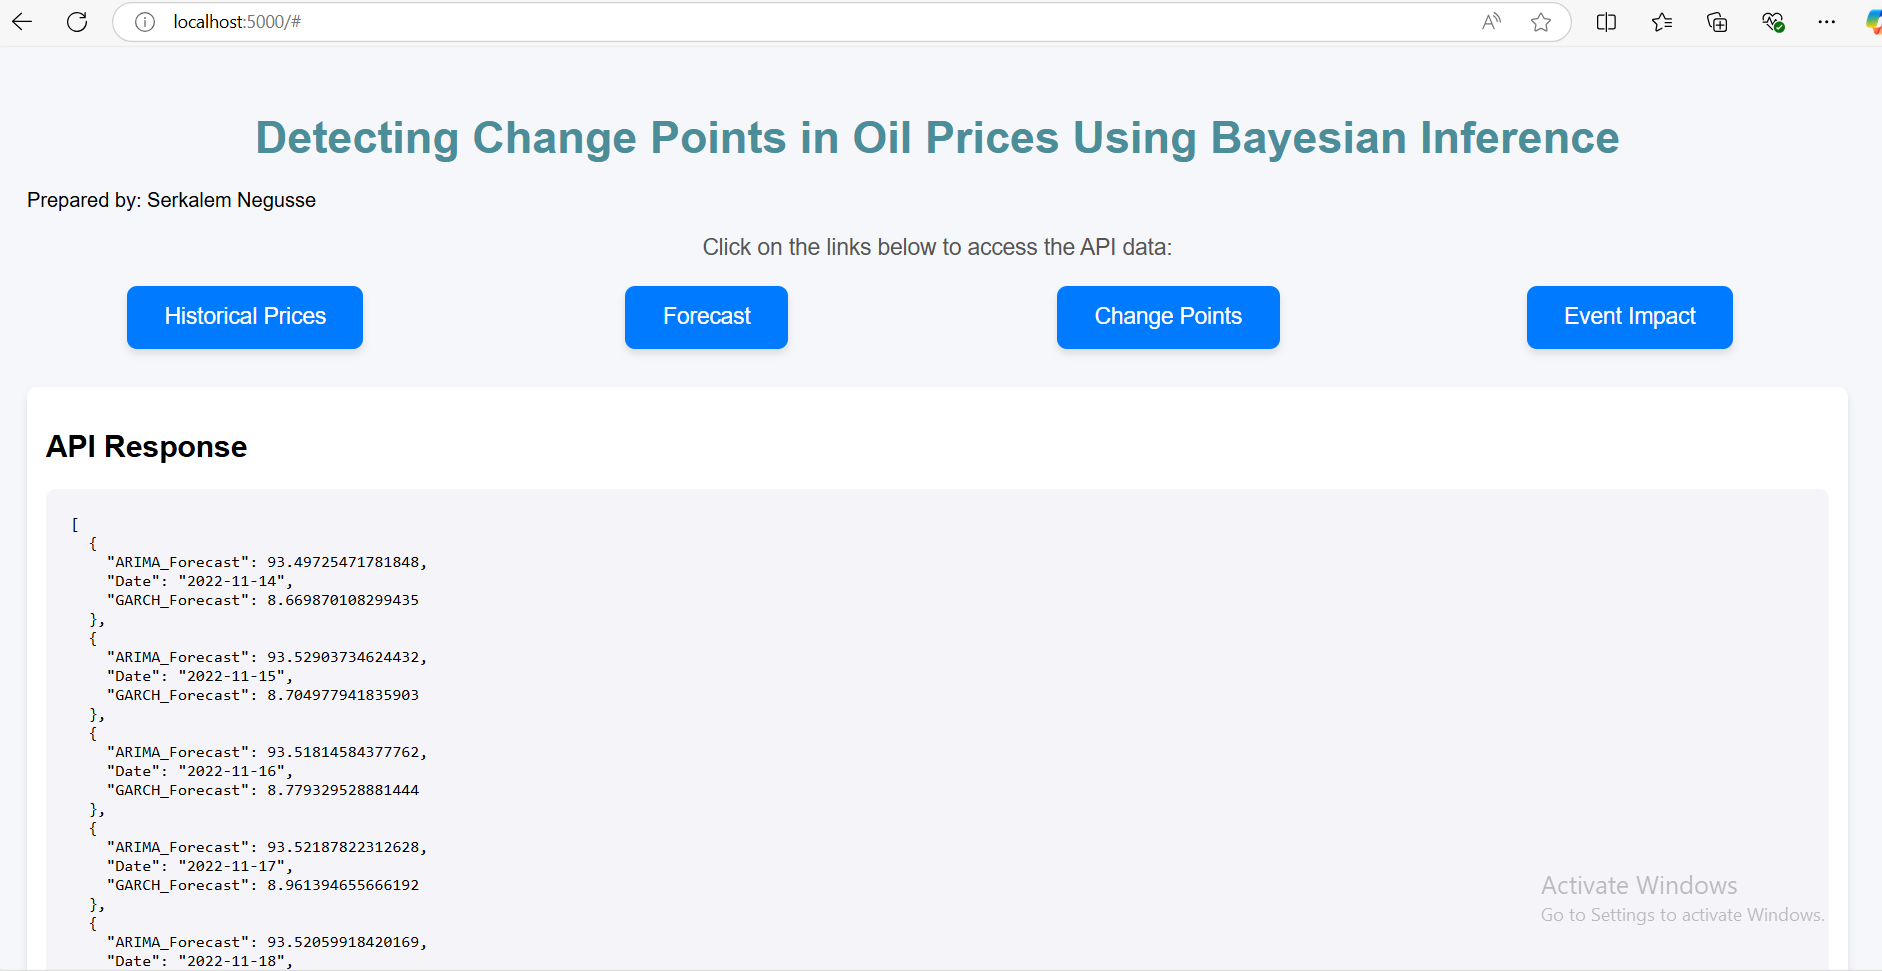 localhost:5000/#
Detecting Change Points in Oil Prices Using Bayesian Inference
Prepared by: Serkalem Negusse
Click on the links below to access the API data:
Historical Prices
Forecast
Change Points
Event Impact
API Response
[
  {
    "ARIMA_Forecast": 93.49725471781848,
    "Date": "2022-11-14",
    "GARCH_Forecast": 8.669870108299435
  },
  {
    "ARIMA_Forecast": 93.52903734624432,
    "Date": "2022-11-15",
    "GARCH_Forecast": 8.704977941835903
  },
  {
    "ARIMA_Forecast": 93.51814584377762,
    "Date": "2022-11-16",
    "GARCH_Forecast": 8.779329528881444
  },
  {
    "ARIMA_Forecast": 93.52187822312628,
    "Date": "2022-11-17",
    "GARCH_Forecast": 8.961394655666192
  },
  {
    "ARIMA_Forecast": 93.52059918420169,
    "Date": "2022-11-18",
Activate Windows
Go to Settings to activate Windows.